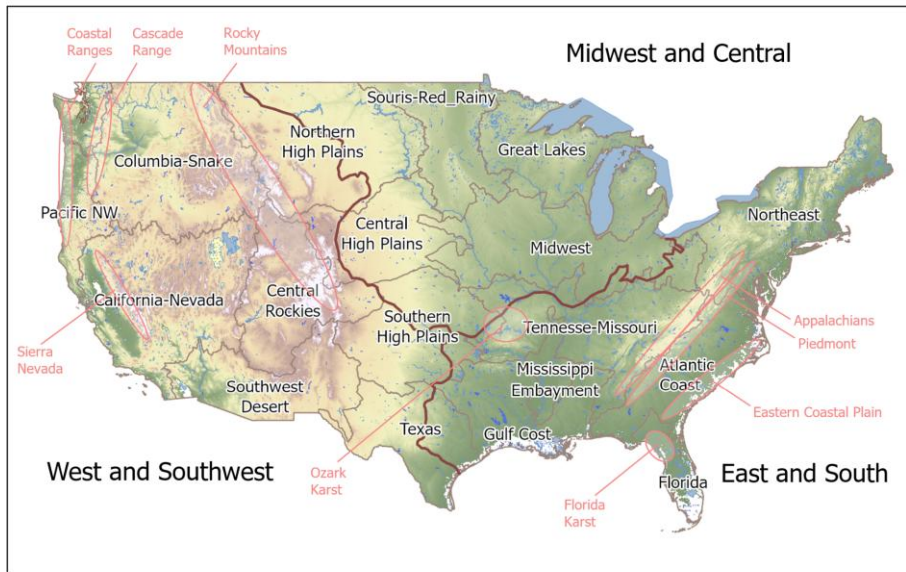 Coastal
Ranges
Cascade
Range
Rocky
Mountains
Midwest and Central
Souris-Red_Rainy
Northern
High Plains
Great Lakes
Columbia-Snake
Pacific NW
Northeast
Central
High Plains
Midwest
California-Nevada
Central
Rockies
Southern
High Plains
Tennesse-Missouri
Appalachians
Piedmont
Sierra
Nevada
Mississippi
Embayment
Atlantic
Coast
Southwest
Desert
Eastern Coastal Plain
Texas
Gulf Cost
West and Southwest
Ozark
Karst
Florida
Karst
Florida
East and South